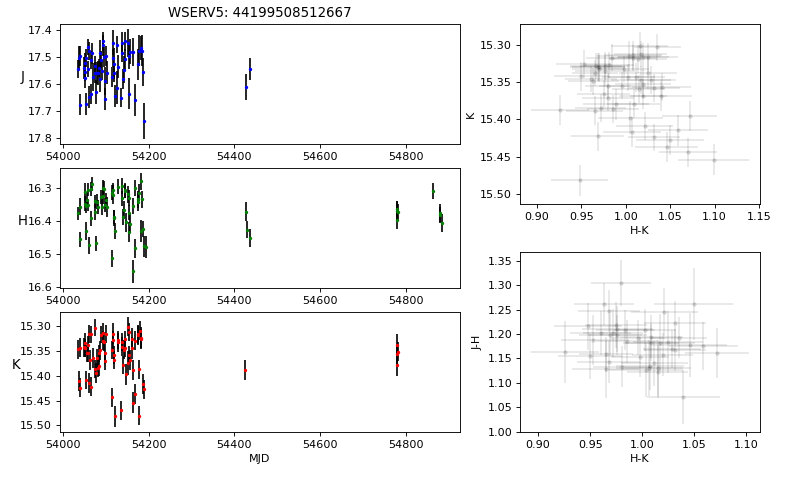 WSERV5: 44199508512667
17.4
17.5
17.6
17.7
17.8
J
54000 54200 54400 54600 54800
16.3
16.4
16.5
16.6
H
54000 54200 54400 54600 54800
15.30
15.35
15.40
15.45
15.50
K
54000 54200 54400 54600 54800
MJD
15.30
15.35
15.40
15.45
15.50
K
0.90 0.95 1.00 1.05 1.10 1.15
H-K
1.35
1.30
1.25
1.20
1.15
1.10
1.05
1.00
J-H
0.90 0.95 1.00 1.05 1.10
H-K